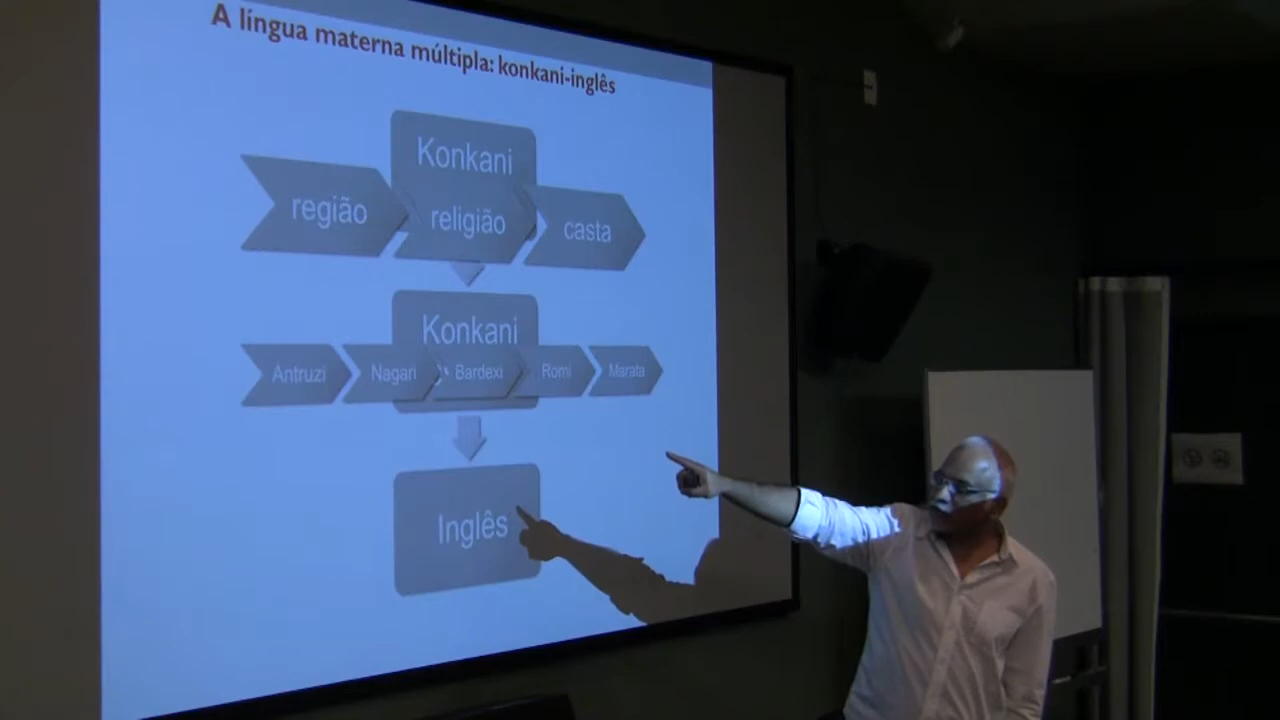 A língua materna múltipla: konkani-inglês
Konkani
região
religião
casta
Konkani
Antruzi
Nagari
Bardexi
Romi
Marata
Inglês